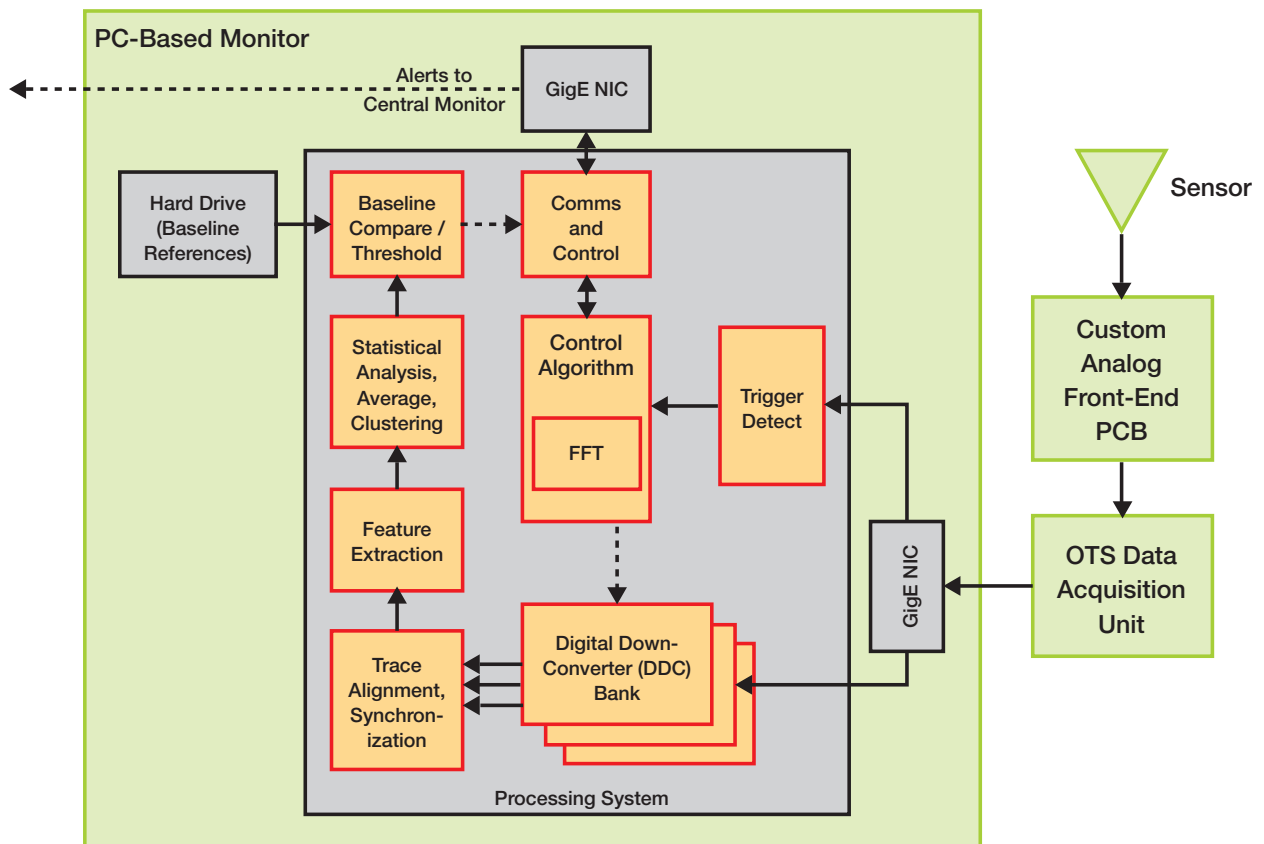 PC-Based Monitor
Alerts to
Central Monitor
GigE NIC
Hard Drive
(Baseline
References)
Baseline
Compare /
Threshold
Comms
and
Control
Sensor
Statistical
Analysis,
Average,
Clustering
Control
Algorithm
FFT
Trigger
Detect
Custom
Analog
Front-End
PCB
Feature
Extraction
GigE NIC
OTS Data
Acquisition
Unit
Trace
Alignment,
Synchron-
ization
Digital Down-
Converter (DDC)
Bank
Processing System